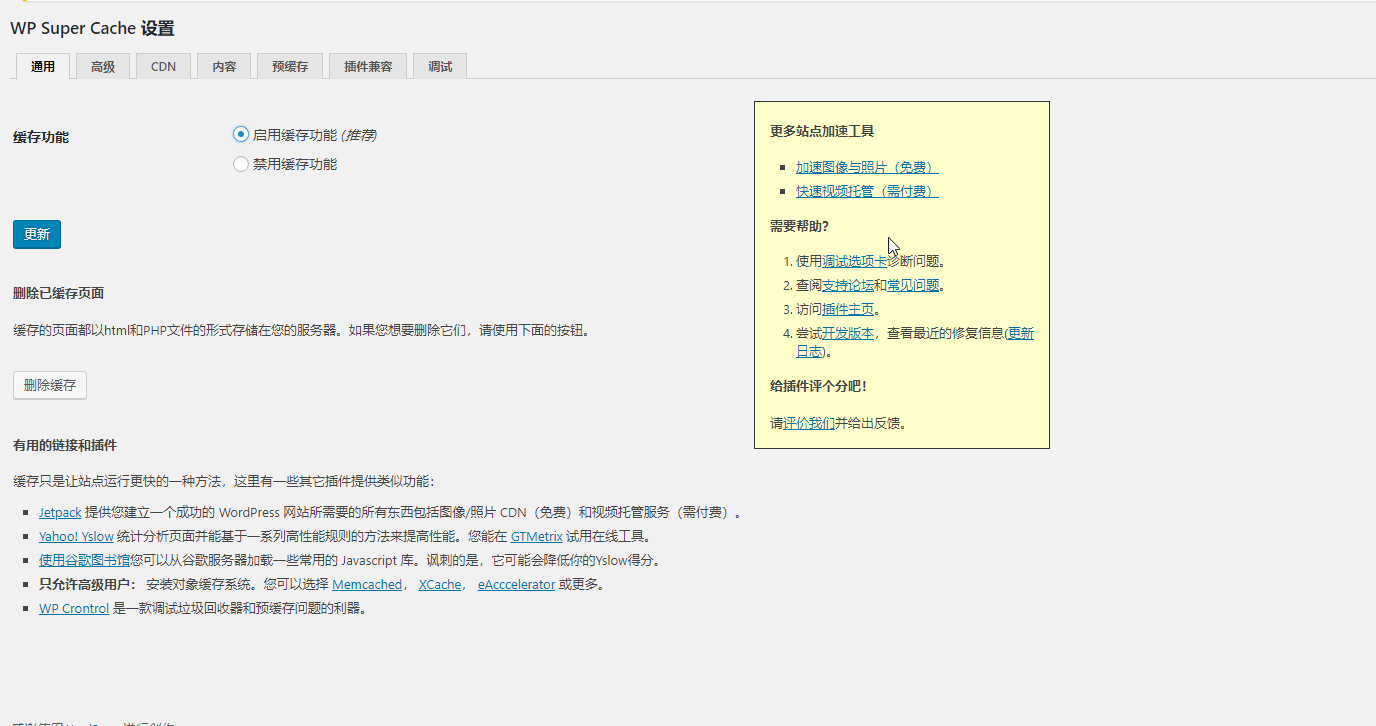 WP Super Cache 设置
通用 高级 CDN 内容 预缓存 插件兼容 调试
缓存功能
启用缓存功能 (推荐)
禁用缓存功能
更新
删除已缓存页面
缓存的页面都以html和PHP文件的形式存储在您的服务器。如果您想要删除它们，请使用下面的按钮。
删除缓存
有用的链接和插件
缓存只是让站点运行更快的一种方法，这里有一些其它插件提供类似功能：
Jetpack 提供您建立一个成功的 WordPress 网站所需要的所有东西包括图像/照片 CDN（免费）和视频托管服务（需付费）。
Yahoo! Yslow 统计分析页面并能基于一系列高性能规则的方法来提高性能。您能在 GTMetrix 试用在线工具。
使用谷歌图书馆您可以从谷歌服务器加载一些常用的 Javascript 库。讽刺的是，它可能会降低你的Yslow得分。
只允许高级用户： 安装对象缓存系统。您可以选择 Memcached， XCache， eAcccelerator 或更多。
WP Crontrol 是一款调试垃圾回收器和预缓存问题的利器。
更多站点加速工具
加速图像与照片（免费）
快速视频托管（需付费）
需要帮助?
1. 使用调试选项卡诊断问题。
2. 查阅支持论坛和常见问题。
3. 访问插件主页。
4. 尝试开发版本，查看最近的修复信息(更新
日志)。
给插件评个分吧！
请评价我们并给出反馈。